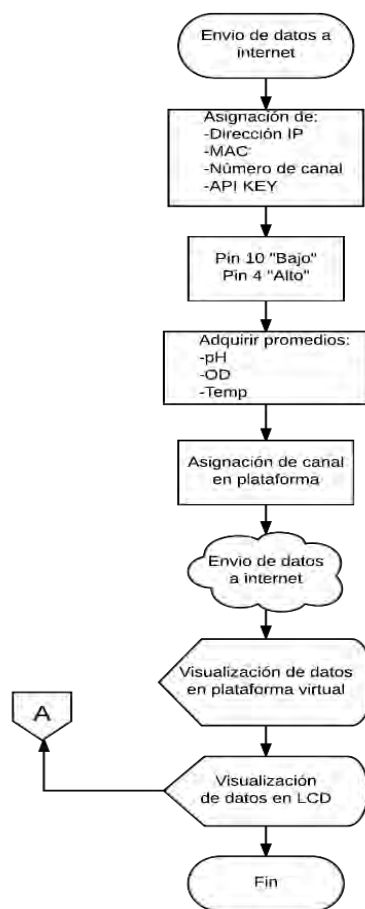 Envio de datos a
internet
Asignación de:
-Dirección IP
-MAC
-Número de canal
-API KEY
Pin 10 "Bajo"
Pin 4 "Alto"
Adquirir promedios:
-pH
-OD
-Temp
Asignación de canal
en plataforma
Envio de datos
a internet
Visualización de datos
en plataforma virtual
A
Visualización
de datos en LCD
Fin